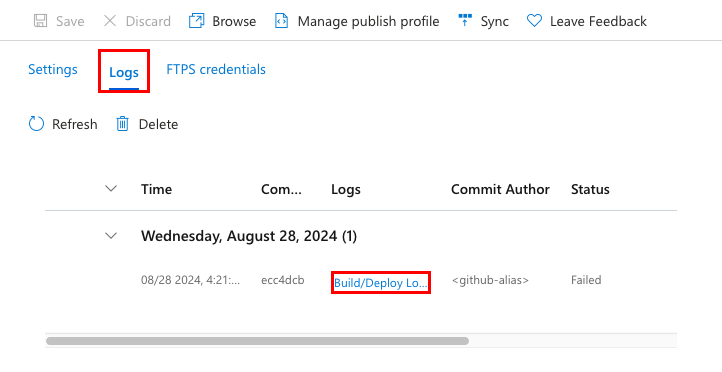 Save Discard Browse Manage publish profile Sync Leave Feedback
Settings Logs FTPS credentials
Refresh Delete
Time Com... Logs Commit Author Status
Wednesday, August 28, 2024 (1)
08/28 2024, 4:21:... ecc4dcb Build/Deploy Lo... <github-alias> Failed